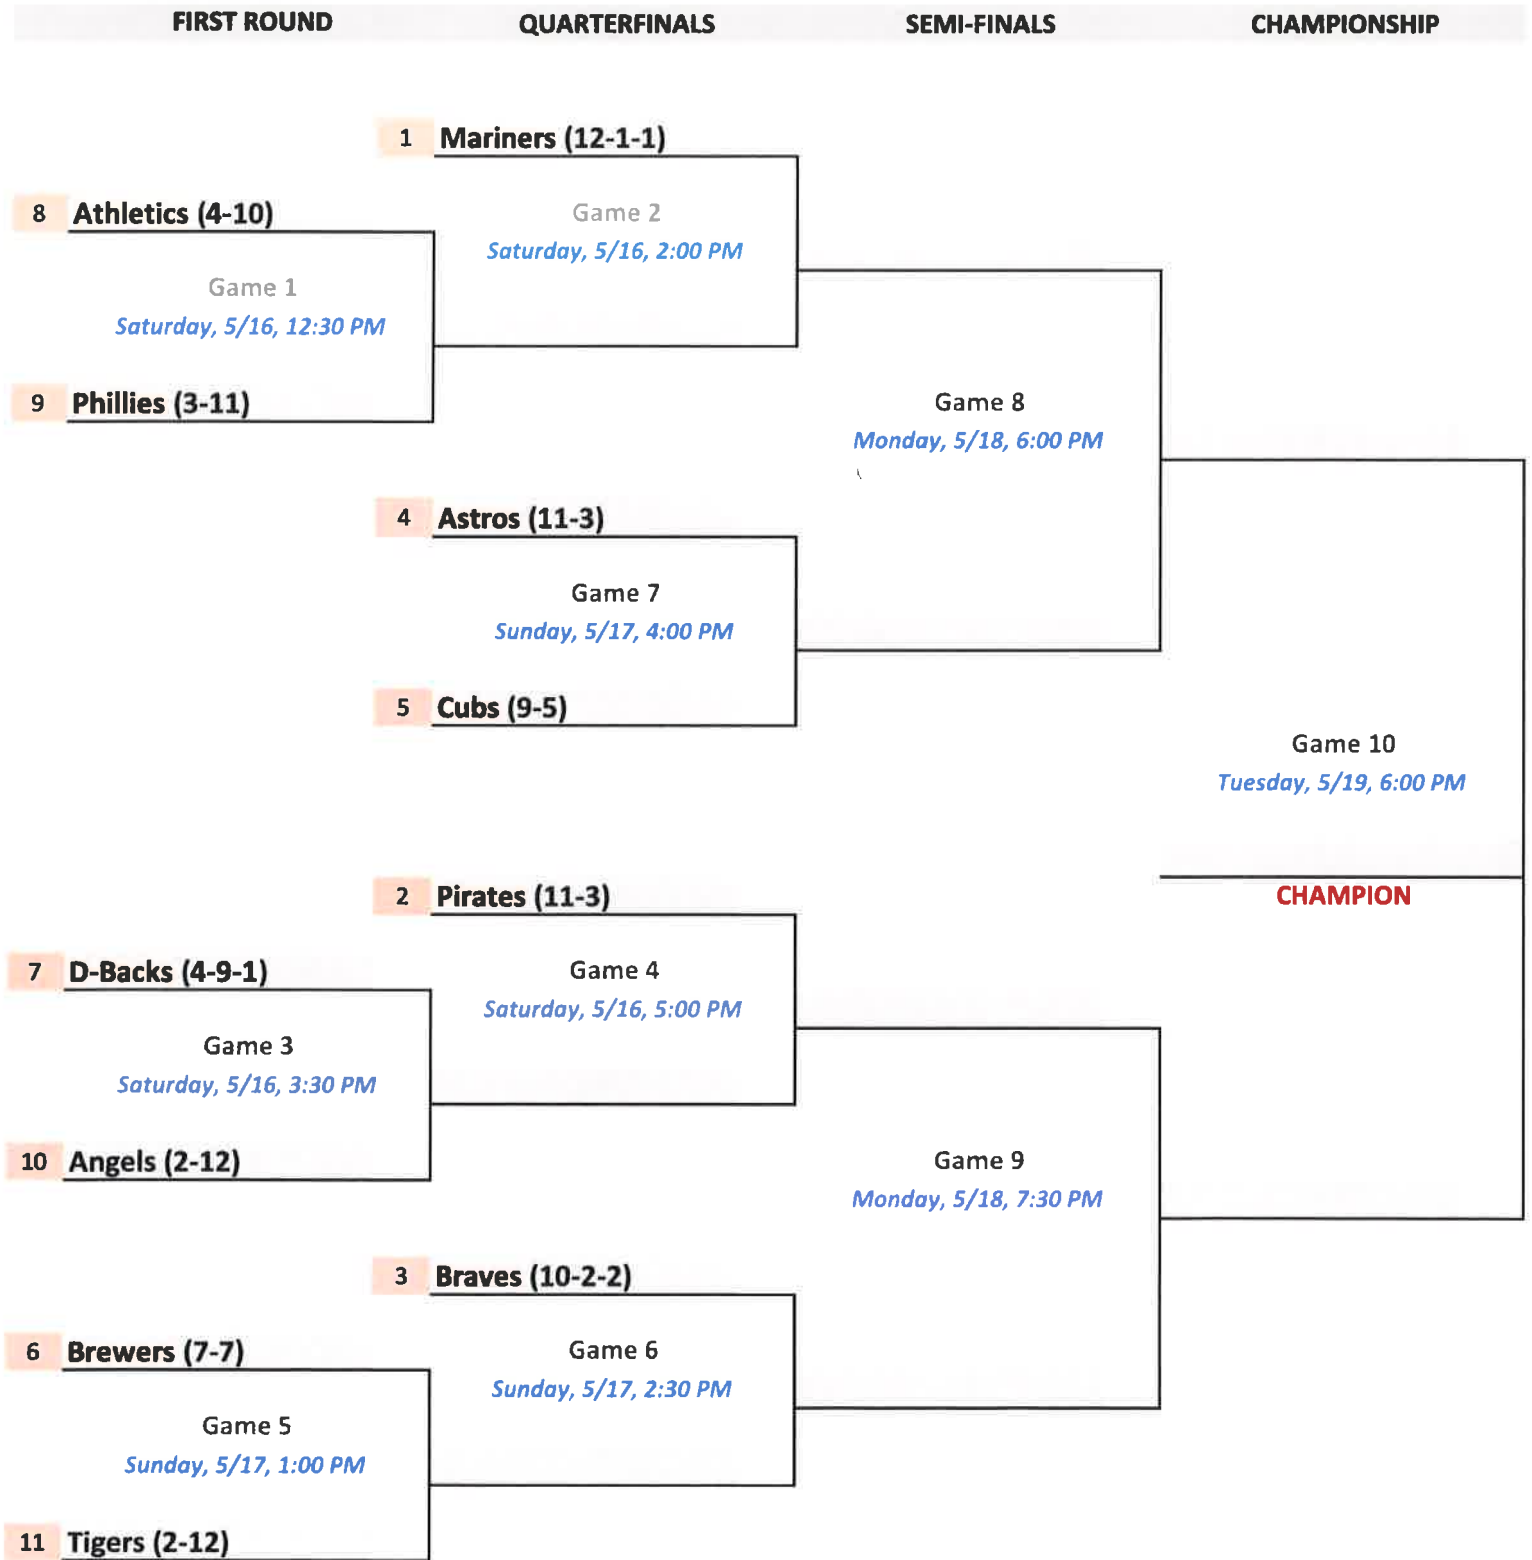 FIRST ROUND QUARTERFINALS SEMI-FINALS CHAMPIONSHIP
1 Mariners (12-1-1)
8 Athletics (4-10)
Game 2
Saturday, 5/16, 2:00 PM
Game 1
Saturday, 5/16, 12:30 PM
9 Phillies (3-11)
Game 8
Monday, 5/18, 6:00 PM
4 Astros (11-3)
Game 7
Sunday, 5/17, 4:00 PM
5 Cubs (9-5)
Game 10
Tuesday, 5/19, 6:00 PM
CHAMPION
2 Pirates (11-3)
7 D-Backs (4-9-1)
Game 4
Saturday, 5/16, 5:00 PM
Game 3
Saturday, 5/16, 3:30 PM
10 Angels (2-12)
Game 9
Monday, 5/18, 7:30 PM
3 Braves (10-2-2)
6 Brewers (7-7)
Game 6
Sunday, 5/17, 2:30 PM
Game 5
Sunday, 5/17, 1:00 PM
11 Tigers (2-12)